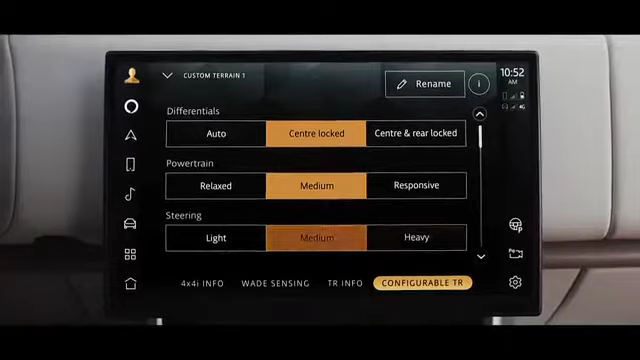 CUSTOM TERRAIN 1
Rename
i
10:52
AM
4G
Differentials
Auto Centre locked Centre & rear locked
Powertrain
Relaxed Medium Responsive
Steering
Light Medium Heavy
4x4i INFO WADE SENSING TR INFO CONFIGURABLE TR